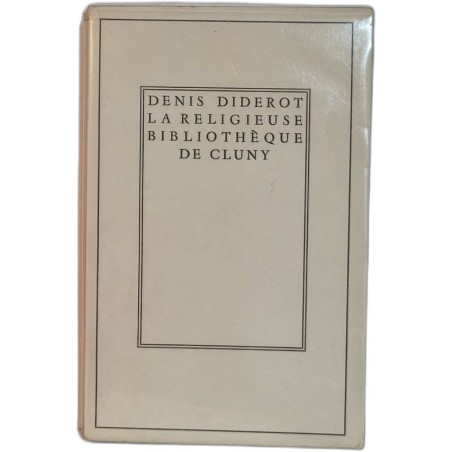 DENIS DIDEROT
LA RELIGIEUSE
BIBLIOTHÈQUE
DE CLUNY